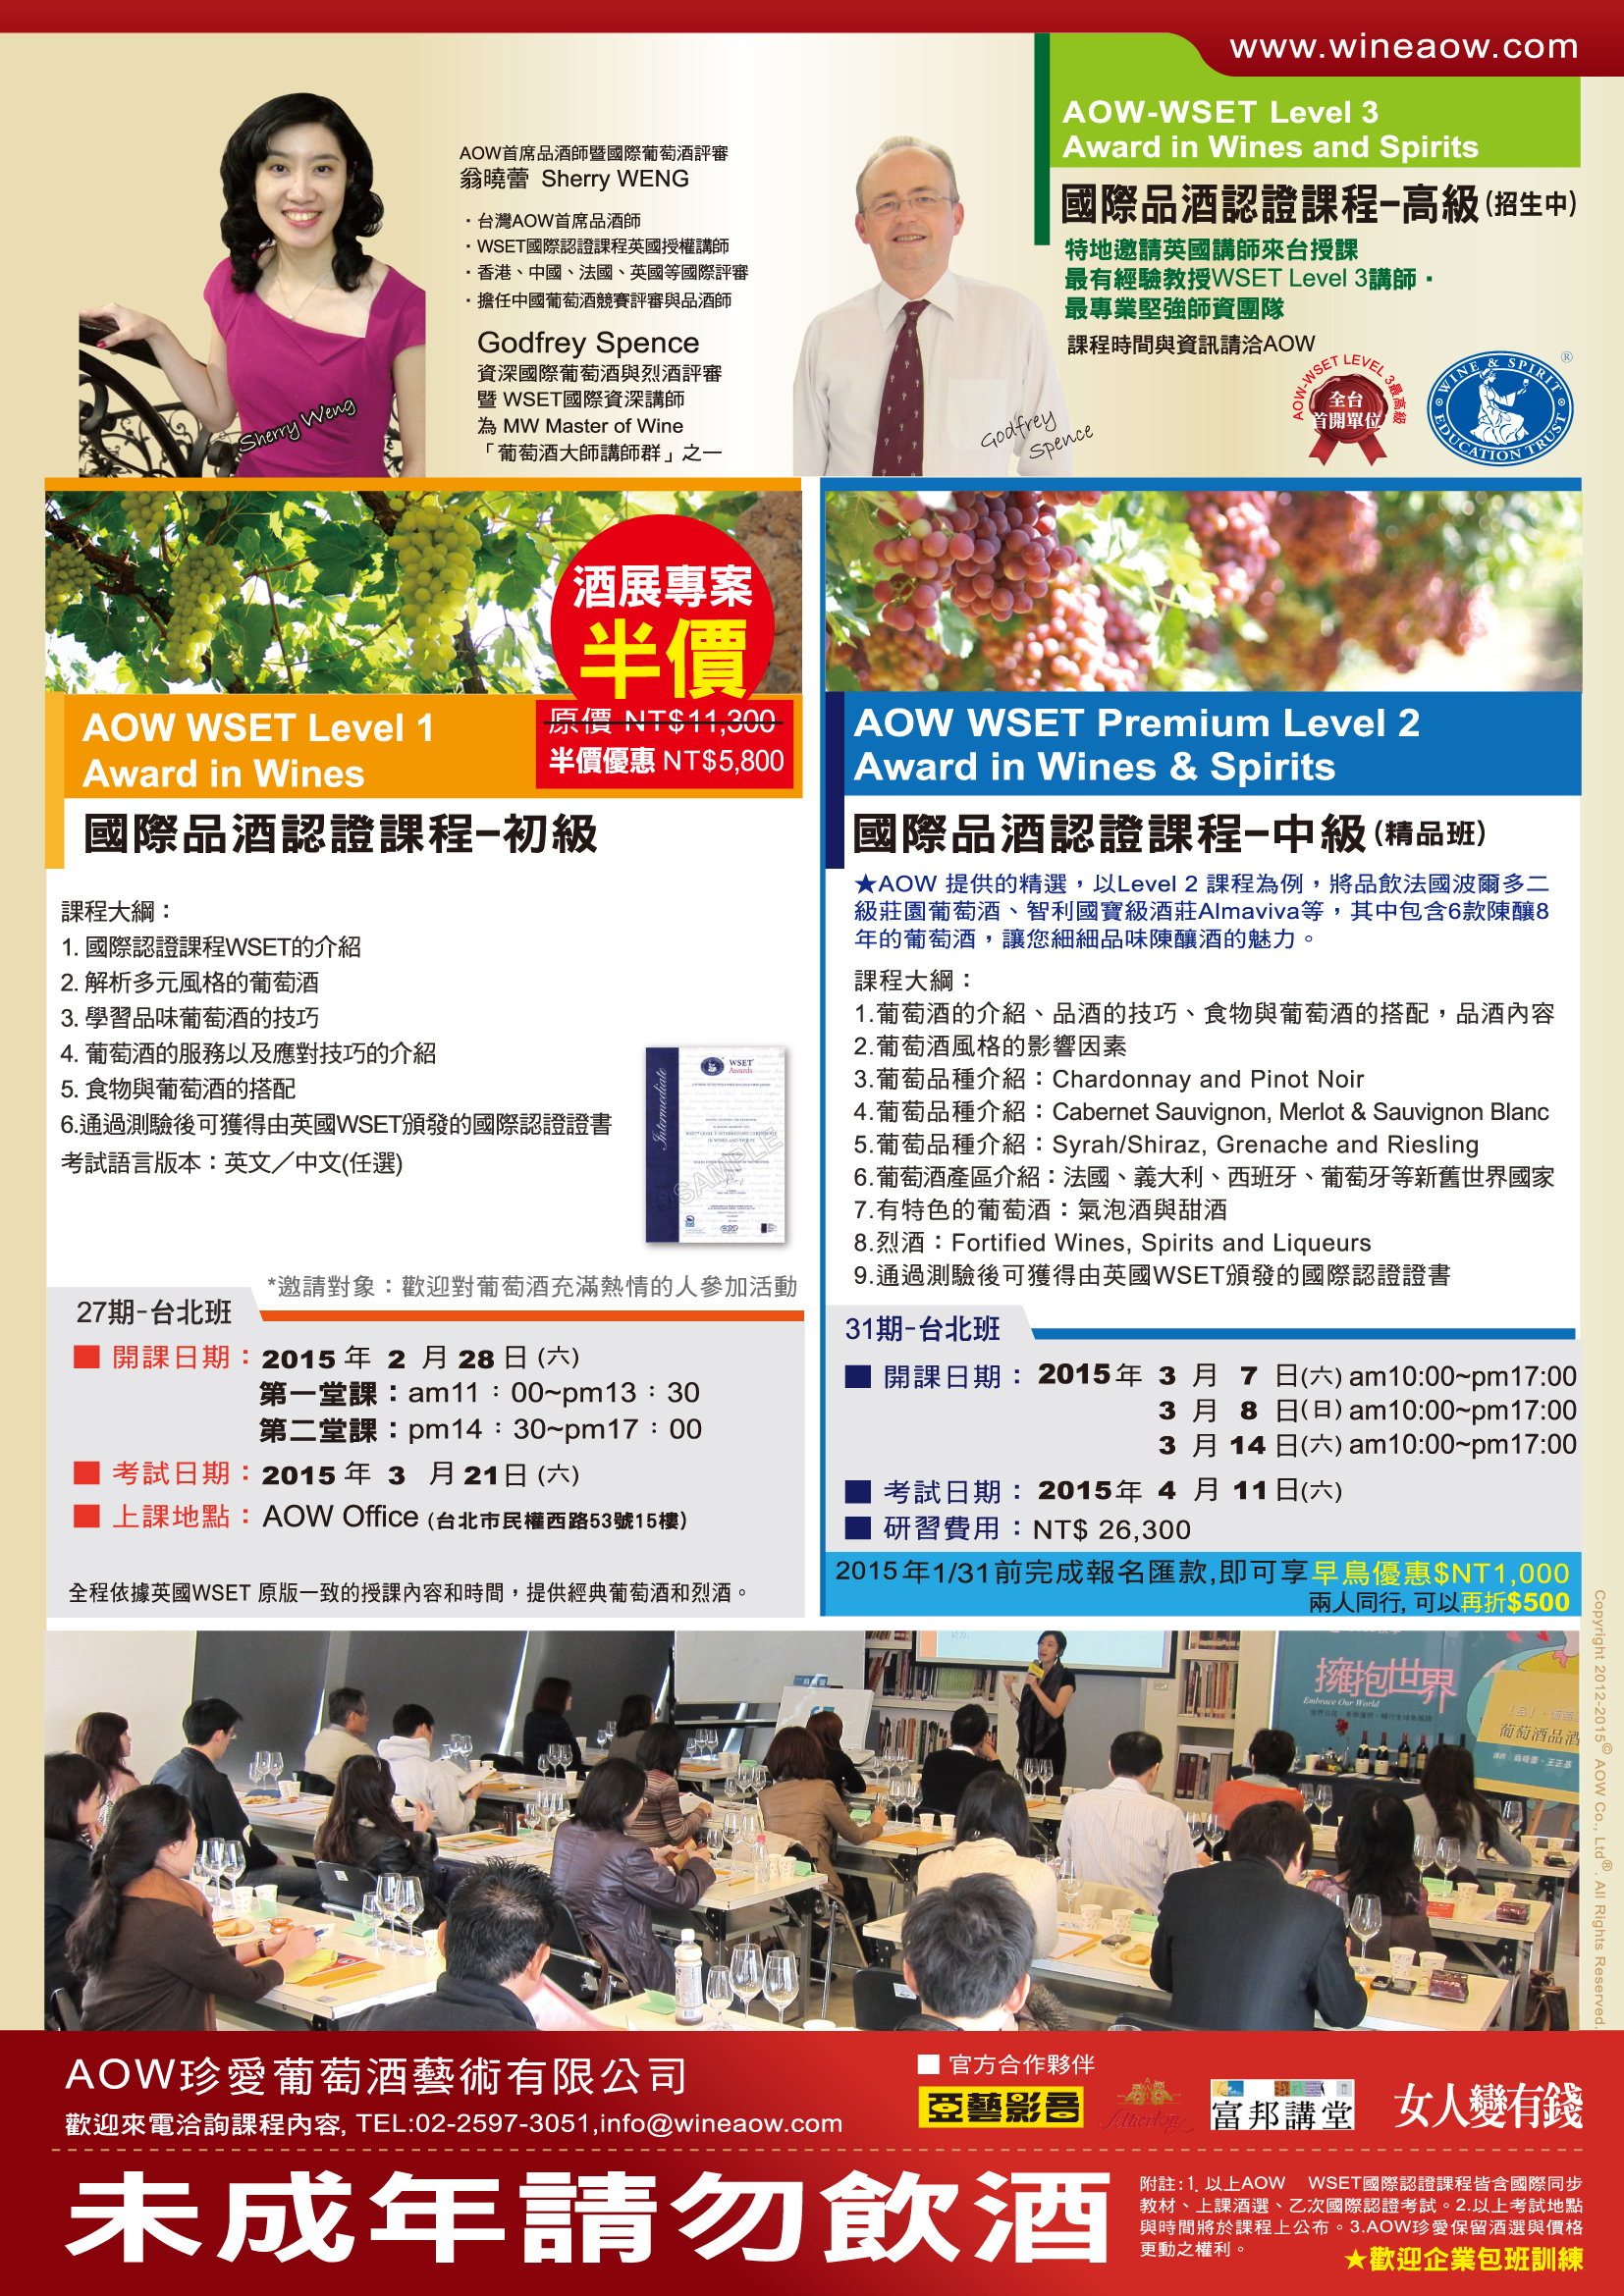 www.wineaow.com
AOW首席品酒師暨國際葡萄酒評審
翁曉蕾 Sherry WENG
・台灣AOW首席品酒師
・WSET國際認證課程英國授權講師
・香港、中國、法國、英國等國際評審
・擔任中國葡萄酒競賽評審與品酒師
Godfrey Spence
資深國際葡萄酒與烈酒評審
暨 WSET國際資深講師
為 MW Master of Wine
「葡萄酒大師講師群」之一
Sherry Weng
Godfrey
Spence
AOW-WSET Level 3
Award in Wines and Spirits
國際品酒認證課程–高級(招生中)
特地邀請英國講師來台授課
最有經驗教授WSET Level 3講師・
最專業堅強師資團隊
課程時間與資訊請洽AOW
AOW-WSET LEVEL 3最高級
全台
首開單位
WINE & SPIRIT
EDUCATION TRUST
®
酒展專案
半價
AOW WSET Level 1
Award in Wines
原價 NT$11,300
半價優惠 NT$5,800
國際品酒認證課程–初級
課程大綱：
1. 國際認證課程WSET的介紹
2. 解析多元風格的葡萄酒
3. 學習品味葡萄酒的技巧
4. 葡萄酒的服務以及應對技巧的介紹
5. 食物與葡萄酒的搭配
6.通過測驗後可獲得由英國WSET頒發的國際認證證書
考試語言版本：英文／中文(任選)
Intermediate
WSET
Awards
SAMPLE
*邀請對象：歡迎對葡萄酒充滿熱情的人參加活動
27期-台北班
■ 開課日期：2015 年 2 月 28 日 (六)
第一堂課：am11：00~pm13：30
第二堂課：pm14：30~pm17：00
■ 考試日期：2015 年 3 月 21日 (六)
■ 上課地點：AOW Office (台北市民權西路53號15樓)
全程依據英國WSET 原版一致的授課內容和時間，提供經典葡萄酒和烈酒。
AOW WSET Premium Level 2
Award in Wines & Spirits
國際品酒認證課程–中級(精品班)
★AOW 提供的精選，以Level 2 課程為例，將品飲法國波爾多二
級莊園葡萄酒、智利國寶級酒莊Almaviva等，其中包含6款陳釀8
年的葡萄酒，讓您細細品味陳釀酒的魅力。
課程大綱：
1.葡萄酒的介紹、品酒的技巧、食物與葡萄酒的搭配，品酒內容
2.葡萄酒風格的影響因素
3.葡萄品種介紹：Chardonnay and Pinot Noir
4.葡萄品種介紹：Cabernet Sauvignon, Merlot & Sauvignon Blanc
5.葡萄品種介紹：Syrah/Shiraz, Grenache and Riesling
6.葡萄酒產區介紹：法國、義大利、西班牙、葡萄牙等新舊世界國家
7.有特色的葡萄酒：氣泡酒與甜酒
8.烈酒：Fortified Wines, Spirits and Liqueurs
9.通過測驗後可獲得由英國WSET頒發的國際認證證書
31期-台北班
■ 開課日期：2015年 3 月 7 日(六) am10:00~pm17:00
3 月 8 日(日) am10:00~pm17:00
3 月 14 日(六) am10:00~pm17:00
■ 考試日期：2015年 4 月 11日(六)
■ 研習費用：NT$ 26,300
2015年1/31前完成報名匯款,即可享早鳥優惠$NT1,000
兩人同行, 可以再折$500
擁抱世界
Embrace Our World
葡萄酒品酒
Copyright 2012-2015© AOW Co., Ltd®. All Rights Reserved.
AOW珍愛葡萄酒藝術有限公司
歡迎來電洽詢課程內容, TEL:02-2597-3051,info@wineaow.com
■ 官方合作夥伴
亞藝影音
Atherton
富邦講堂
女人變有錢
未成年請勿飲酒
附註:1. 以上AOW WSET國際認證課程皆含國際同步
教材、上課酒選、乙次國際認證考試。2.以上考試地點
與時間將於課程上公布。3.AOW珍愛保留酒選與價格
更動之權利。
★歡迎企業包班訓練